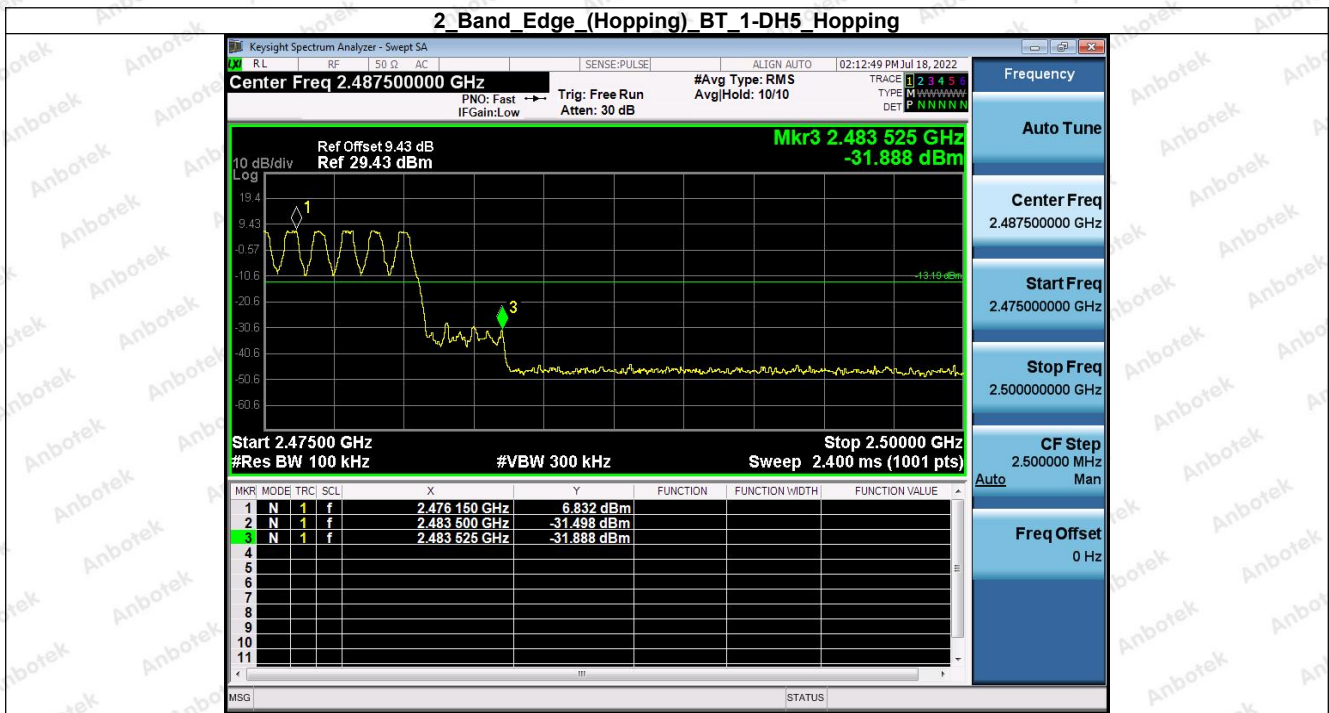 2_Band_Edge_(Hopping)_BT_1-DH5_Hopping
Keysight Spectrum Analyzer - Swept SA
LXI RL RF 50 Ω AC SENSE:PULSE ALIGN AUTO 02:12:49 PM Jul 18, 2022
Center Freq 2.487500000 GHz
PNO: Fast
IFGain:Low
Trig: Free Run
Atten: 30 dB
#Avg Type: RMS
Avg|Hold: 10/10
TRACE 1 2 3 4 5 6
TYPE M WWWWW
DET P N N N N N
Mkr3 2.483 525 GHz
-31.888 dBm
Ref Offset 9.43 dB
10 dB/div Ref 29.43 dBm
Log
19.4
9.43
-0.57
-10.6
-20.6
-30.6
-40.6
-50.6
-60.6
1
3
-13.19 dBm
Start 2.47500 GHz Stop 2.50000 GHz
#Res BW 100 kHz #VBW 300 kHz Sweep 2.400 ms (1001 pts)
MKR MODE TRC SCL X Y FUNCTION FUNCTION WIDTH FUNCTION VALUE
1 N 1 f 2.476 150 GHz 6.832 dBm
2 N 1 f 2.483 500 GHz -31.498 dBm
3 N 1 f 2.483 525 GHz -31.888 dBm
4
5
6
7
8
9
10
11
MSG STATUS
Frequency
Auto Tune
Center Freq
2.487500000 GHz
Start Freq
2.475000000 GHz
Stop Freq
2.500000000 GHz
CF Step
2.500000 MHz
Auto Man
Freq Offset
0 Hz
Anbotek